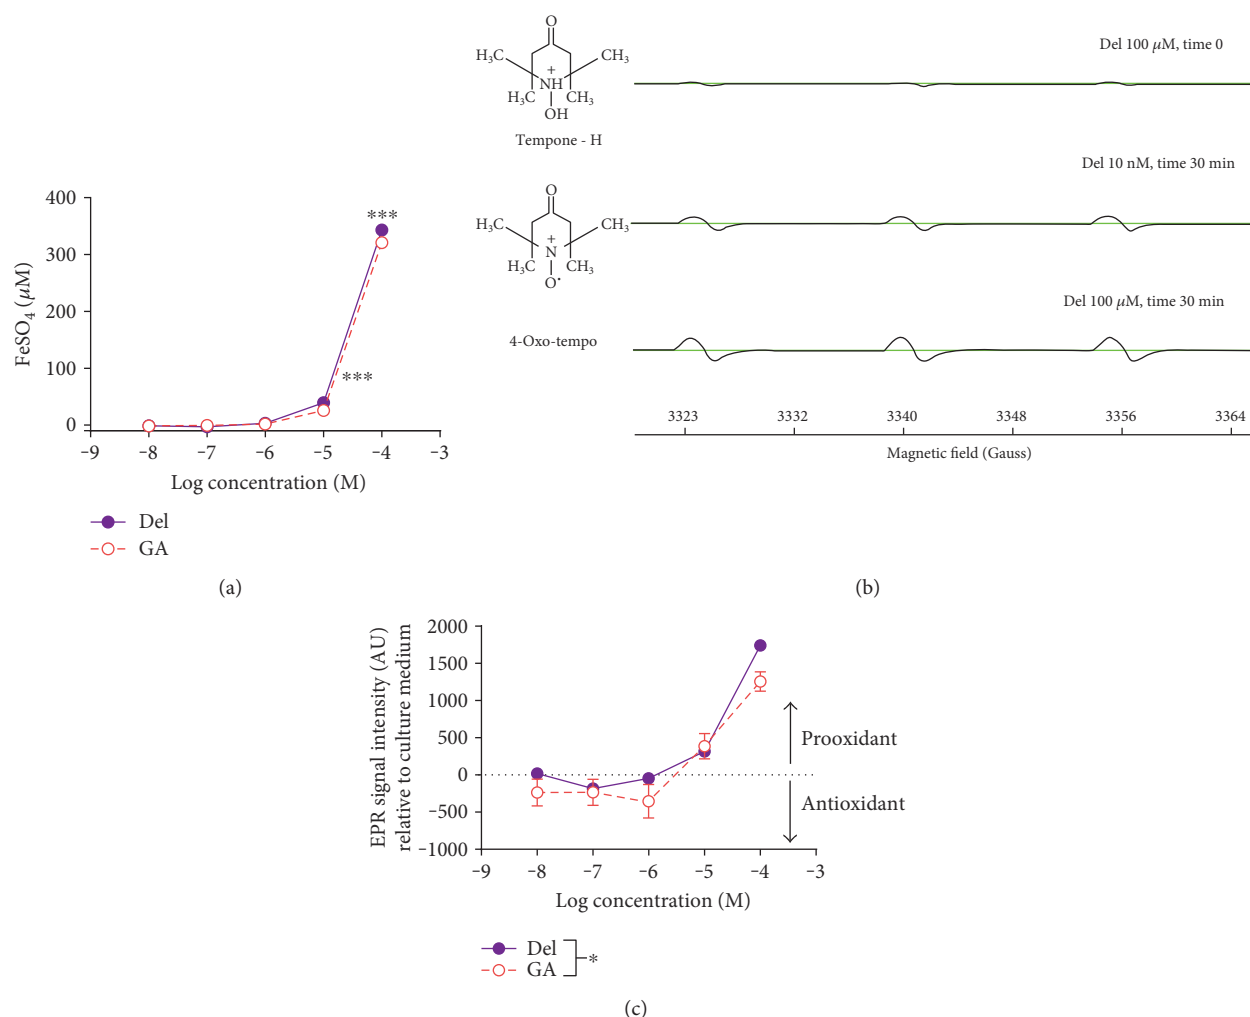 400
300
200
100
0
FeSO4 (μM)
***
***
-9
-8
-7
-6
-5
-4
-3
Log concentration (M)
Del
GA
(a)
O
H3C
CH3
+
NH
H3C
CH3
OH
Tempone - H
O
H3C
CH3
+
N
H3C
CH3
O•
4-Oxo-tempo
Del 100 μM, time 0
Del 10 nM, time 30 min
Del 100 μM, time 30 min
3323
3332
3340
3348
3356
3364
Magnetic field (Gauss)
(b)
2000
1500
1000
500
0
-500
-1000
EPR signal intensity (AU)
relative to culture medium
Prooxidant
Antioxidant
-9
-8
-7
-6
-5
-4
-3
Log concentration (M)
Del
GA
*
(c)